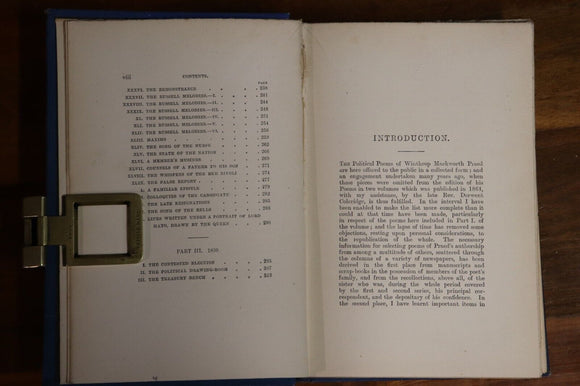 viii
CONTENTS.
PAGE
XXXVI. THE REMONSTRANCE 238
XXXVII. THE RUSSELL MELODIES.—I. 241
XXXVIII. THE RUSSELL MELODIES.—II. 244
XXXIX. THE RUSSELL MELODIES.—III. 248
XL. THE RUSSELL MELODIES.—IV. 251
XLI. THE RUSSELL MELODIES.—V. 254
XLII. THE RUSSELL MELODIES.—VI. 256
XLIII. MAXIMS
XLIV. THE SONG OF THE NURSE 262
XLV. THE STATE OF THE NATION 265
XLVI. A MEMBER'S MUSINGS 268
XLVII. COUNSELS OF A FATHER TO HIS SON 271
XLVIII. THE WHISPERS OF THE NEW RIVALS 274
XLIX. THE FALSE REPORT 277
L. A FAMILIAR EPISTLE 279
LI. COLLOQUIES OF THE CANDIDATE
THE LATE RESIGNATIONS
THE SONG OF THE BELLS
LINES WRITTEN UNDER A PORTRAIT OF LORD
MAYO, DRAWN BY THE QUEEN 291
PART III. 1839.
I. THE CONTESTED ELECTION 295
II. THE POLITICAL DRAWING-ROOM 307
III. THE TREASURY BENCH 323
INTRODUCTION.
THE Political Poems of Winthrop Mackworth Praed
are here offered to the public in a collected form; and
an engagement undertaken many years ago, when
these pieces were omitted from the edition of his
Poems in two volumes which was published in 1864,
with assistance given by the late Rev. Derwent
Coleridge, is thus fulfilled. In the interval I have been
enabled to make the list more complete than it
could at that time have been made, particularly
in respect of the poems here included in Part I. of
the volume; and the lapse of time has removed some
objections, resting upon personal considerations, to
the republication of the whole. The necessary
information for selecting poems of Praed's authorship
from among a multitude of others, scattered through
the columns of a variety of newspapers, has been
derived in the first place from manuscripts and
scrap-books in the possession of members of the poet's
family, and from the recollections, above all, of the
sister who was, during the whole period covered
by the first and second series, his principal cor-
respondent, and the depositary of his confidence. In
the second place, I have learnt important items in